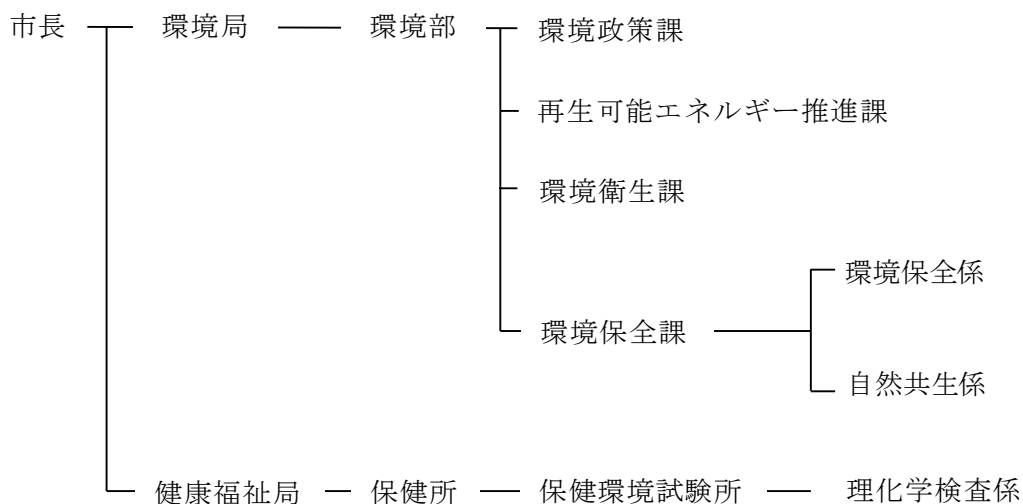 市長 環境局 環境部 環境政策課
再生可能エネルギー推進課
環境衛生課
環境保全係
環境保全課
自然共生係
健康福祉局 保健所 保健環境試験所 理化学検査係